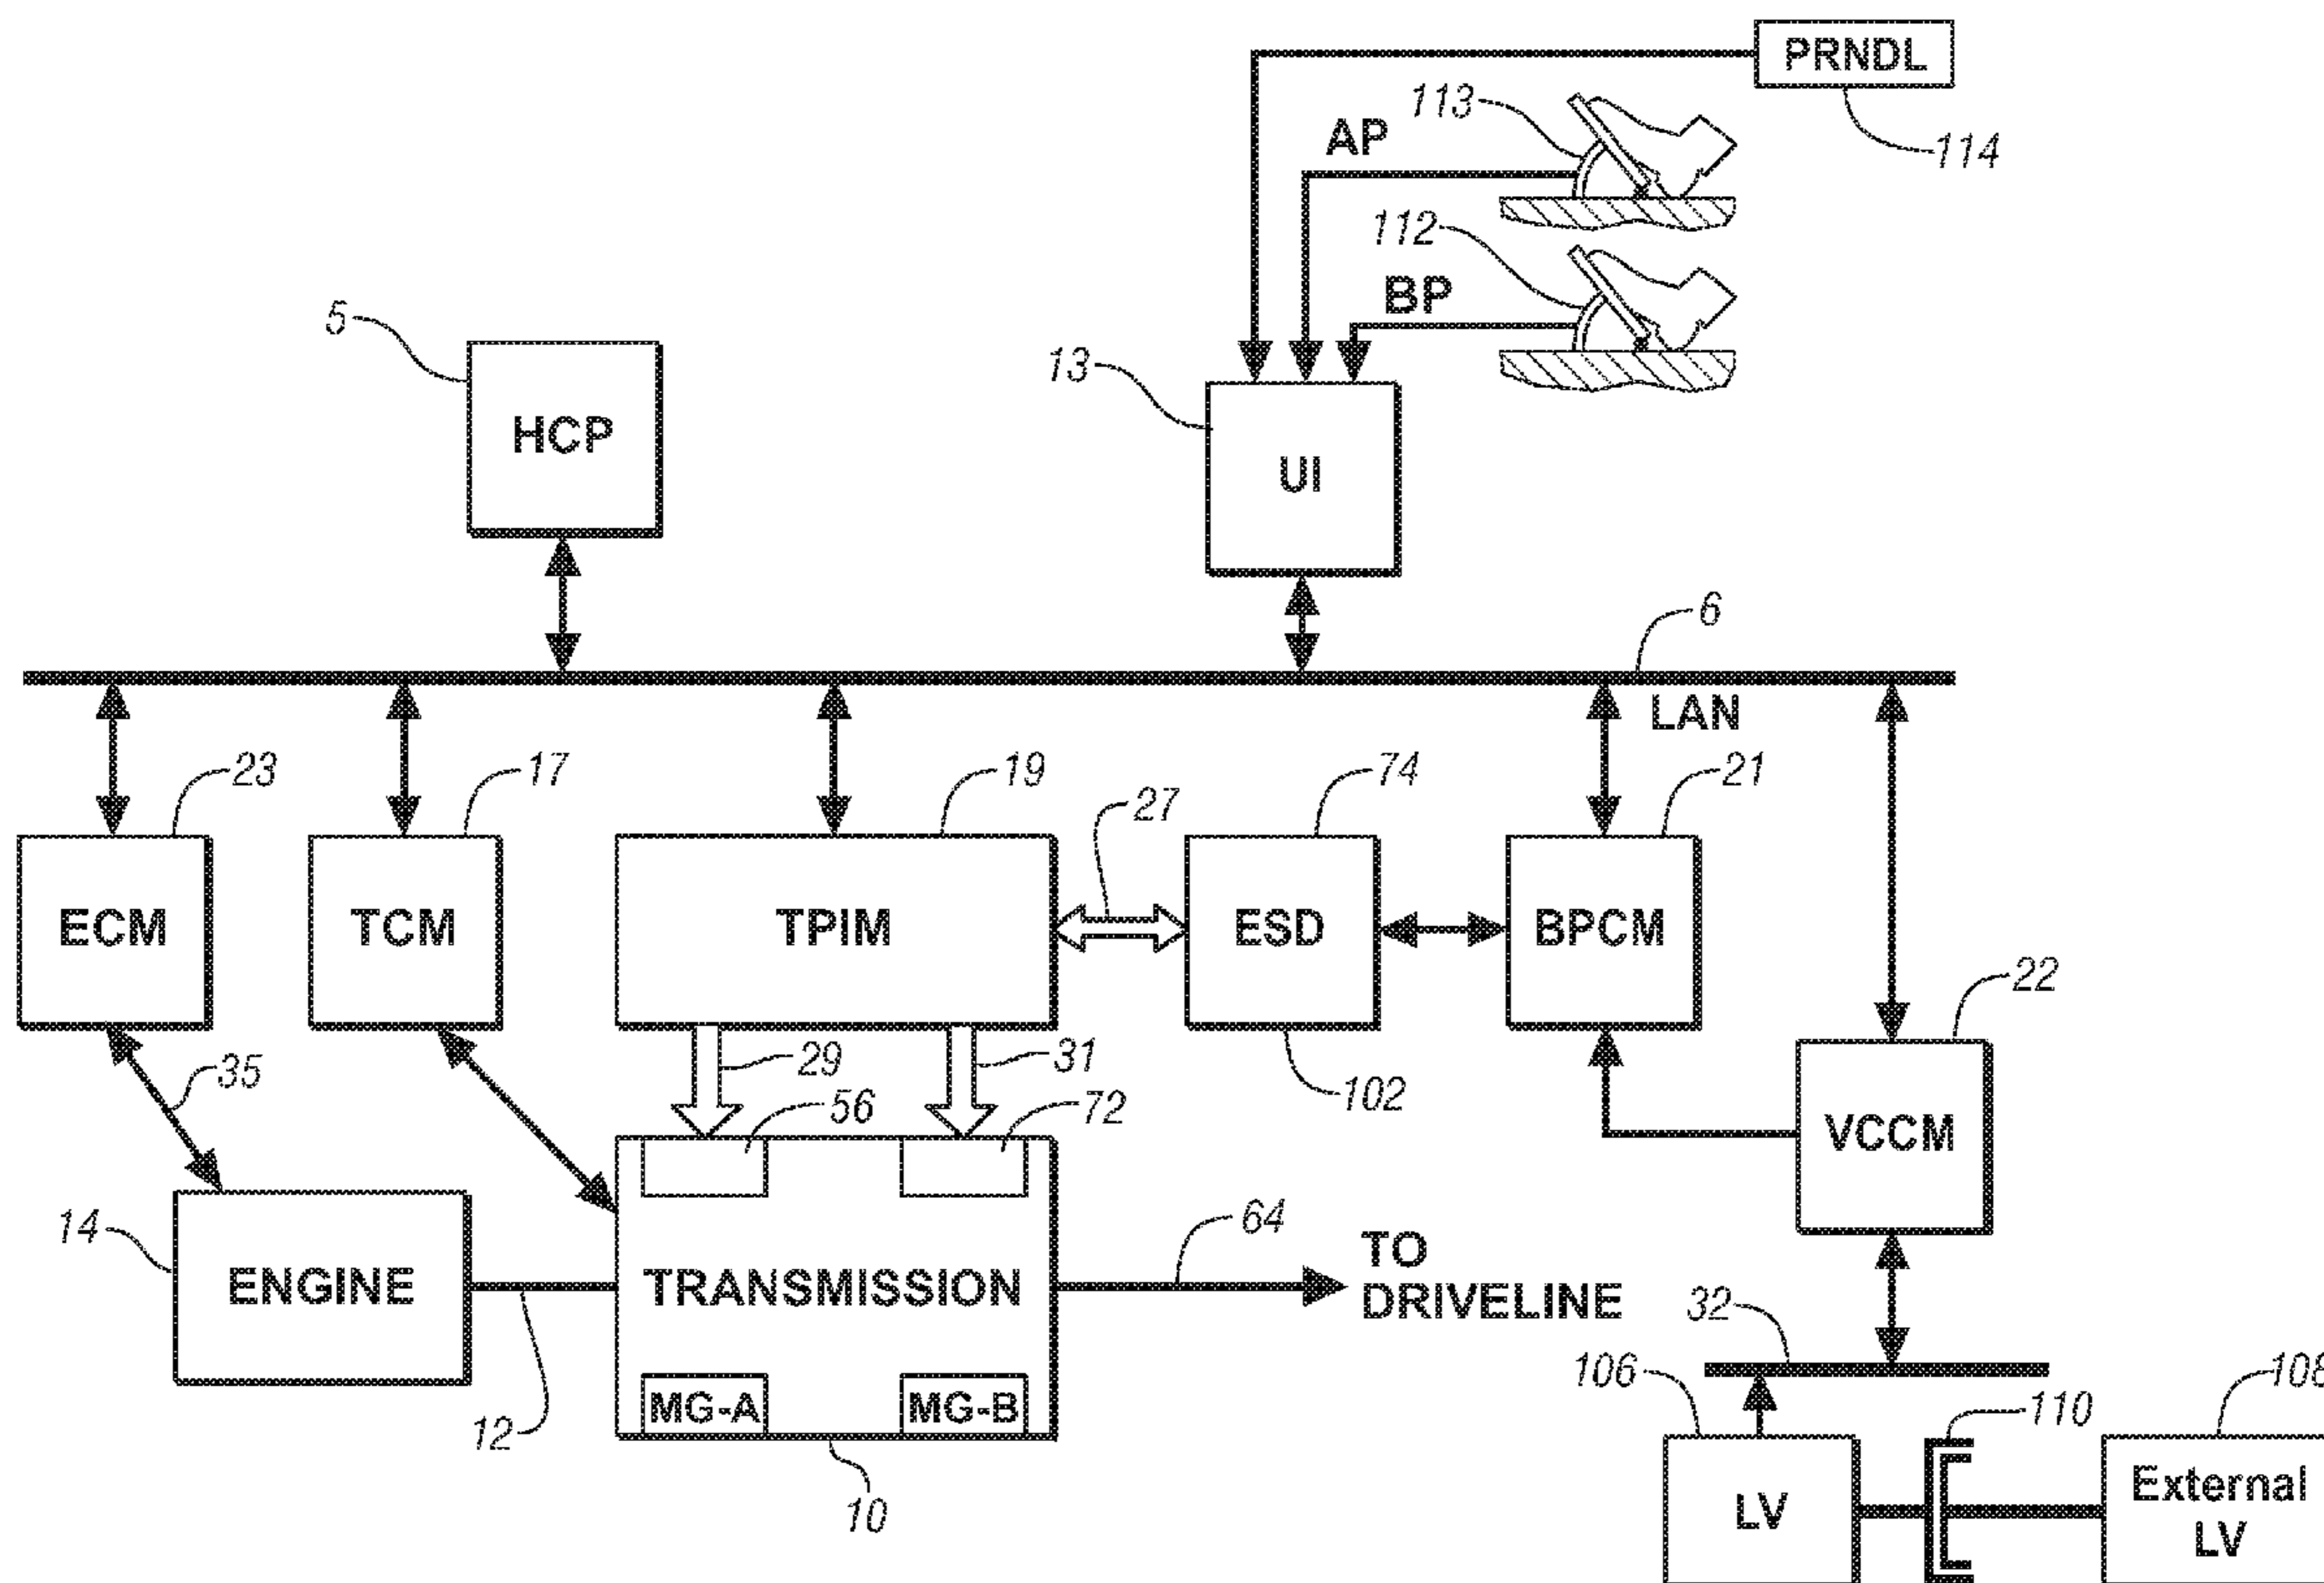 PRNDL
113
AP
114
112
BP
5
13
HCP
UI
6
LAN
23
17
19
27
74
21
ECM
TCM
TPIM
ESD
BPCM
22
35
29
31
102
56
72
VCCM
14
64
ENGINE
TRANSMISSION
TO
DRIVELINE
32
106
108
12
MG-A
MG-B
110
10
LV
External
LV